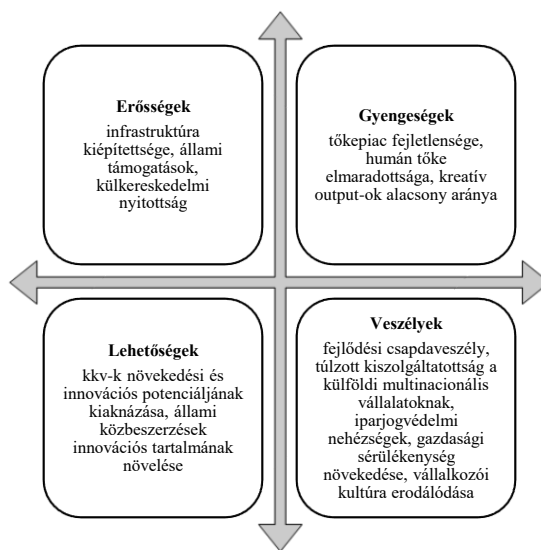 Erősségek
infrastruktúra
kiépítettsége, állami
támogatások,
külkereskedelmi
nyitottság
Gyengeségek
tőkepiac fejletlensége,
humán tőke
elmaradottsága, kreatív
output-ok alacsony aránya
Lehetőségek
kkv-k növekedési és
innovációs potenciáljának
kiaknázása, állami
közbeszerzések
innovációs tartalmának
növelése
Veszélyek
fejlődési csapdaveszély,
túlzott kiszolgáltatottság a
külföldi multinacionális
vállalatoknak,
iparjogvédelmi
nehézségek, gazdasági
sérülékenység
növekedése, vállalkozói
kultúra erodálódása